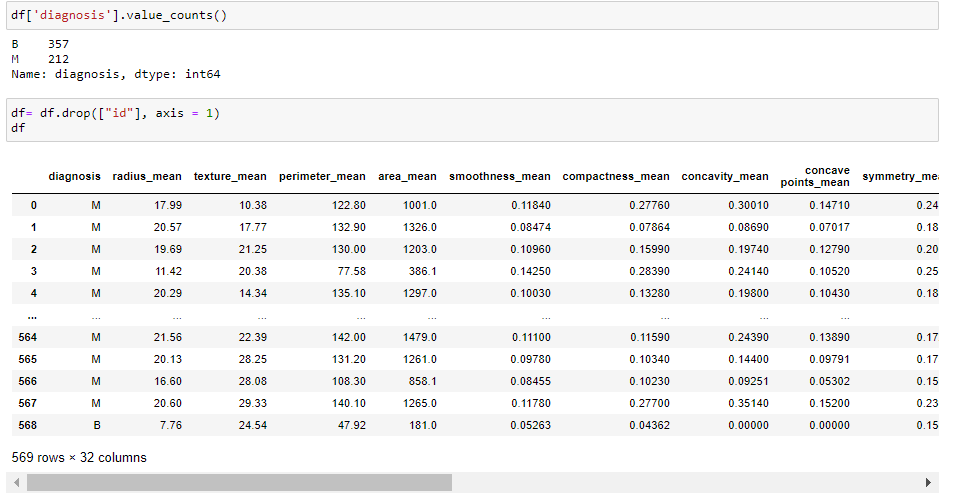 df['diagnosis'].value_counts()
B 357
M 212
Name: diagnosis, dtype: int64
df= df.drop(["id"], axis = 1)
df
diagnosis radius_mean texture_mean perimeter_mean area_mean smoothness_mean compactness_mean concavity_mean concave points_mean symmetry_me
0 M 17.99 10.38 122.80 1001.0 0.11840 0.27760 0.30010 0.14710 0.24
1 M 20.57 17.77 132.90 1326.0 0.08474 0.07864 0.08690 0.07017 0.18
2 M 19.69 21.25 130.00 1203.0 0.10960 0.15990 0.19740 0.12790 0.20
3 M 11.42 20.38 77.58 386.1 0.14250 0.28390 0.24140 0.10520 0.25
4 M 20.29 14.34 135.10 1297.0 0.10030 0.13280 0.19800 0.10430 0.18
... ... ... ... ... ... ... ... ... ...
564 M 21.56 22.39 142.00 1479.0 0.11100 0.11590 0.24390 0.13890 0.17
565 M 20.13 28.25 131.20 1261.0 0.09780 0.10340 0.14400 0.09791 0.17
566 M 16.60 28.08 108.30 858.1 0.08455 0.10230 0.09251 0.05302 0.15
567 M 20.60 29.33 140.10 1265.0 0.11780 0.27700 0.35140 0.15200 0.23
568 B 7.76 24.54 47.92 181.0 0.05263 0.04362 0.00000 0.00000 0.15
569 rows × 32 columns